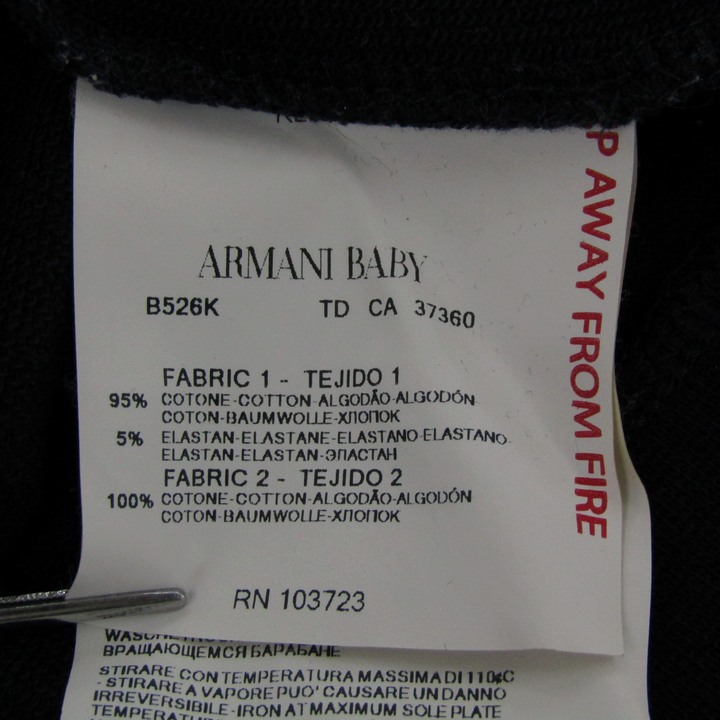 ARMANI BABY
B526K TD CA 37360
FABRIC 1 - TEJIDO 1
95% COTONE-COTTON-ALGODÃO-ALGODÓN
COTON-BAUMWOLLE-ХЛОПОК
5% ELASTAN-ELASTANE-ELASTANO-ELASTANO
ELASTAN-ELASTAN-ЭЛАСТАН
FABRIC 2 - TEJIDO 2
100% COTONE-COTTON-ALGODÃO-ALGODÓN
COTON-BAUMWOLLE-ХЛОПОК
RN 103723
AWAY FROM FIRE
ВРАЩАЮЩЕМСЯ БАРАБАНЕ
STIRARE CON TEMPERATURA MASSIMA DI 110°C
- STIRARE A VAPORE PUO' CAUSARE UN DANNO
IRREVERSIBILE-IRON AT MAXIMUM SOLE PLATE